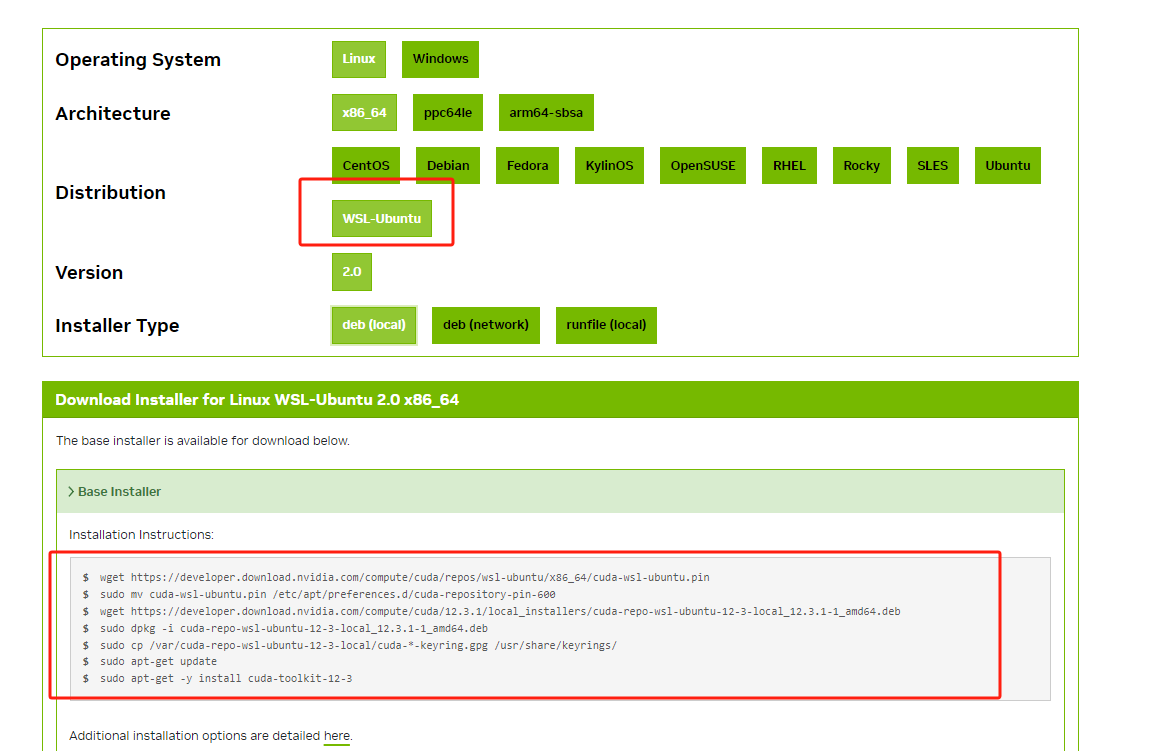 Operating System Linux Windows
Architecture x86_64 ppc64le arm64-sbsa
Distribution CentOS Debian Fedora KylinOS OpenSUSE RHEL Rocky SLES Ubuntu
WSL-Ubuntu
Version 2.0
Installer Type deb (local) deb (network) runfile (local)
Download Installer for Linux WSL-Ubuntu 2.0 x86_64
The base installer is available for download below.
> Base Installer
Installation Instructions:
$ wget https://developer.download.nvidia.com/compute/cuda/repos/wsl-ubuntu/x86_64/cuda-wsl-ubuntu.pin
$ sudo mv cuda-wsl-ubuntu.pin /etc/apt/preferences.d/cuda-repository-pin-600
$ wget https://developer.download.nvidia.com/compute/cuda/12.3.1/local_installers/cuda-repo-wsl-ubuntu-12-3-local_12.3.1-1_amd64.deb
$ sudo dpkg -i cuda-repo-wsl-ubuntu-12-3-local_12.3.1-1_amd64.deb
$ sudo cp /var/cuda-repo-wsl-ubuntu-12-3-local/cuda-*-keyring.gpg /usr/share/keyrings/
$ sudo apt-get update
$ sudo apt-get -y install cuda-toolkit-12-3
Additional installation options are detailed here.